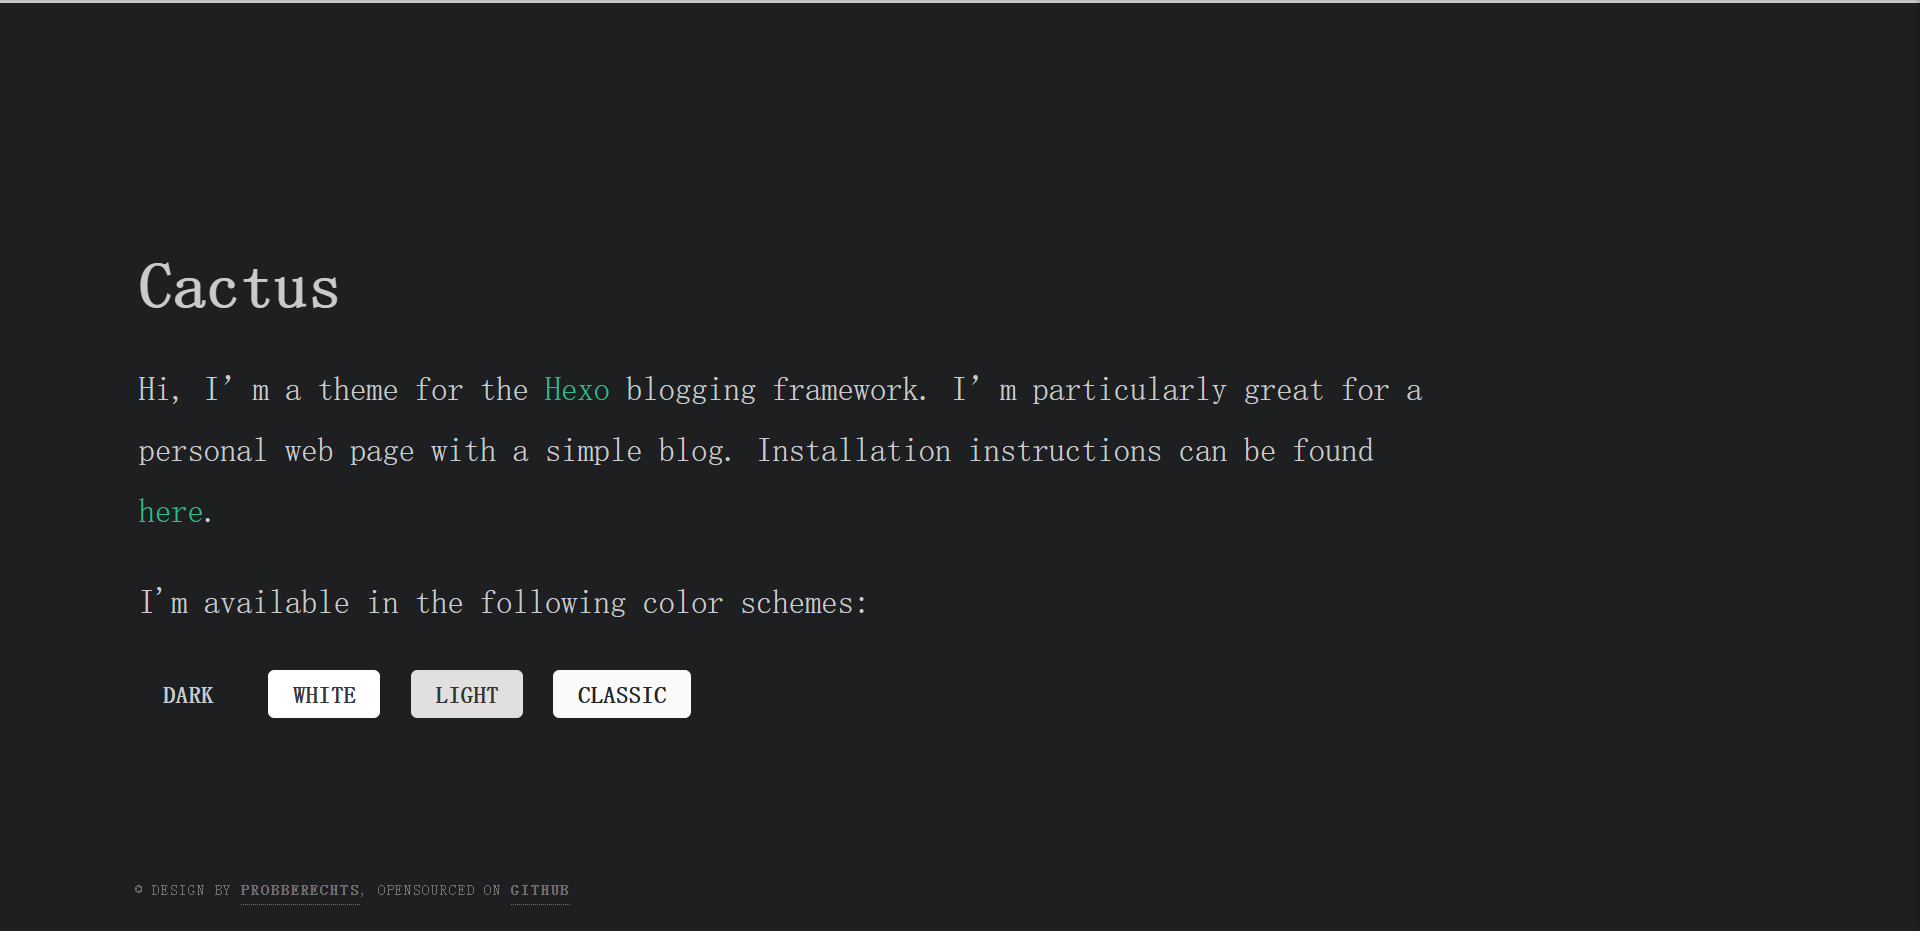 Cactus
Hi, I’m a theme for the Hexo blogging framework. I’m particularly great for a
personal web page with a simple blog. Installation instructions can be found
here.
I'm available in the following color schemes:
DARK WHITE LIGHT CLASSIC
© DESIGN BY PROBBERECHTS, OPENSOURCED ON GITHUB